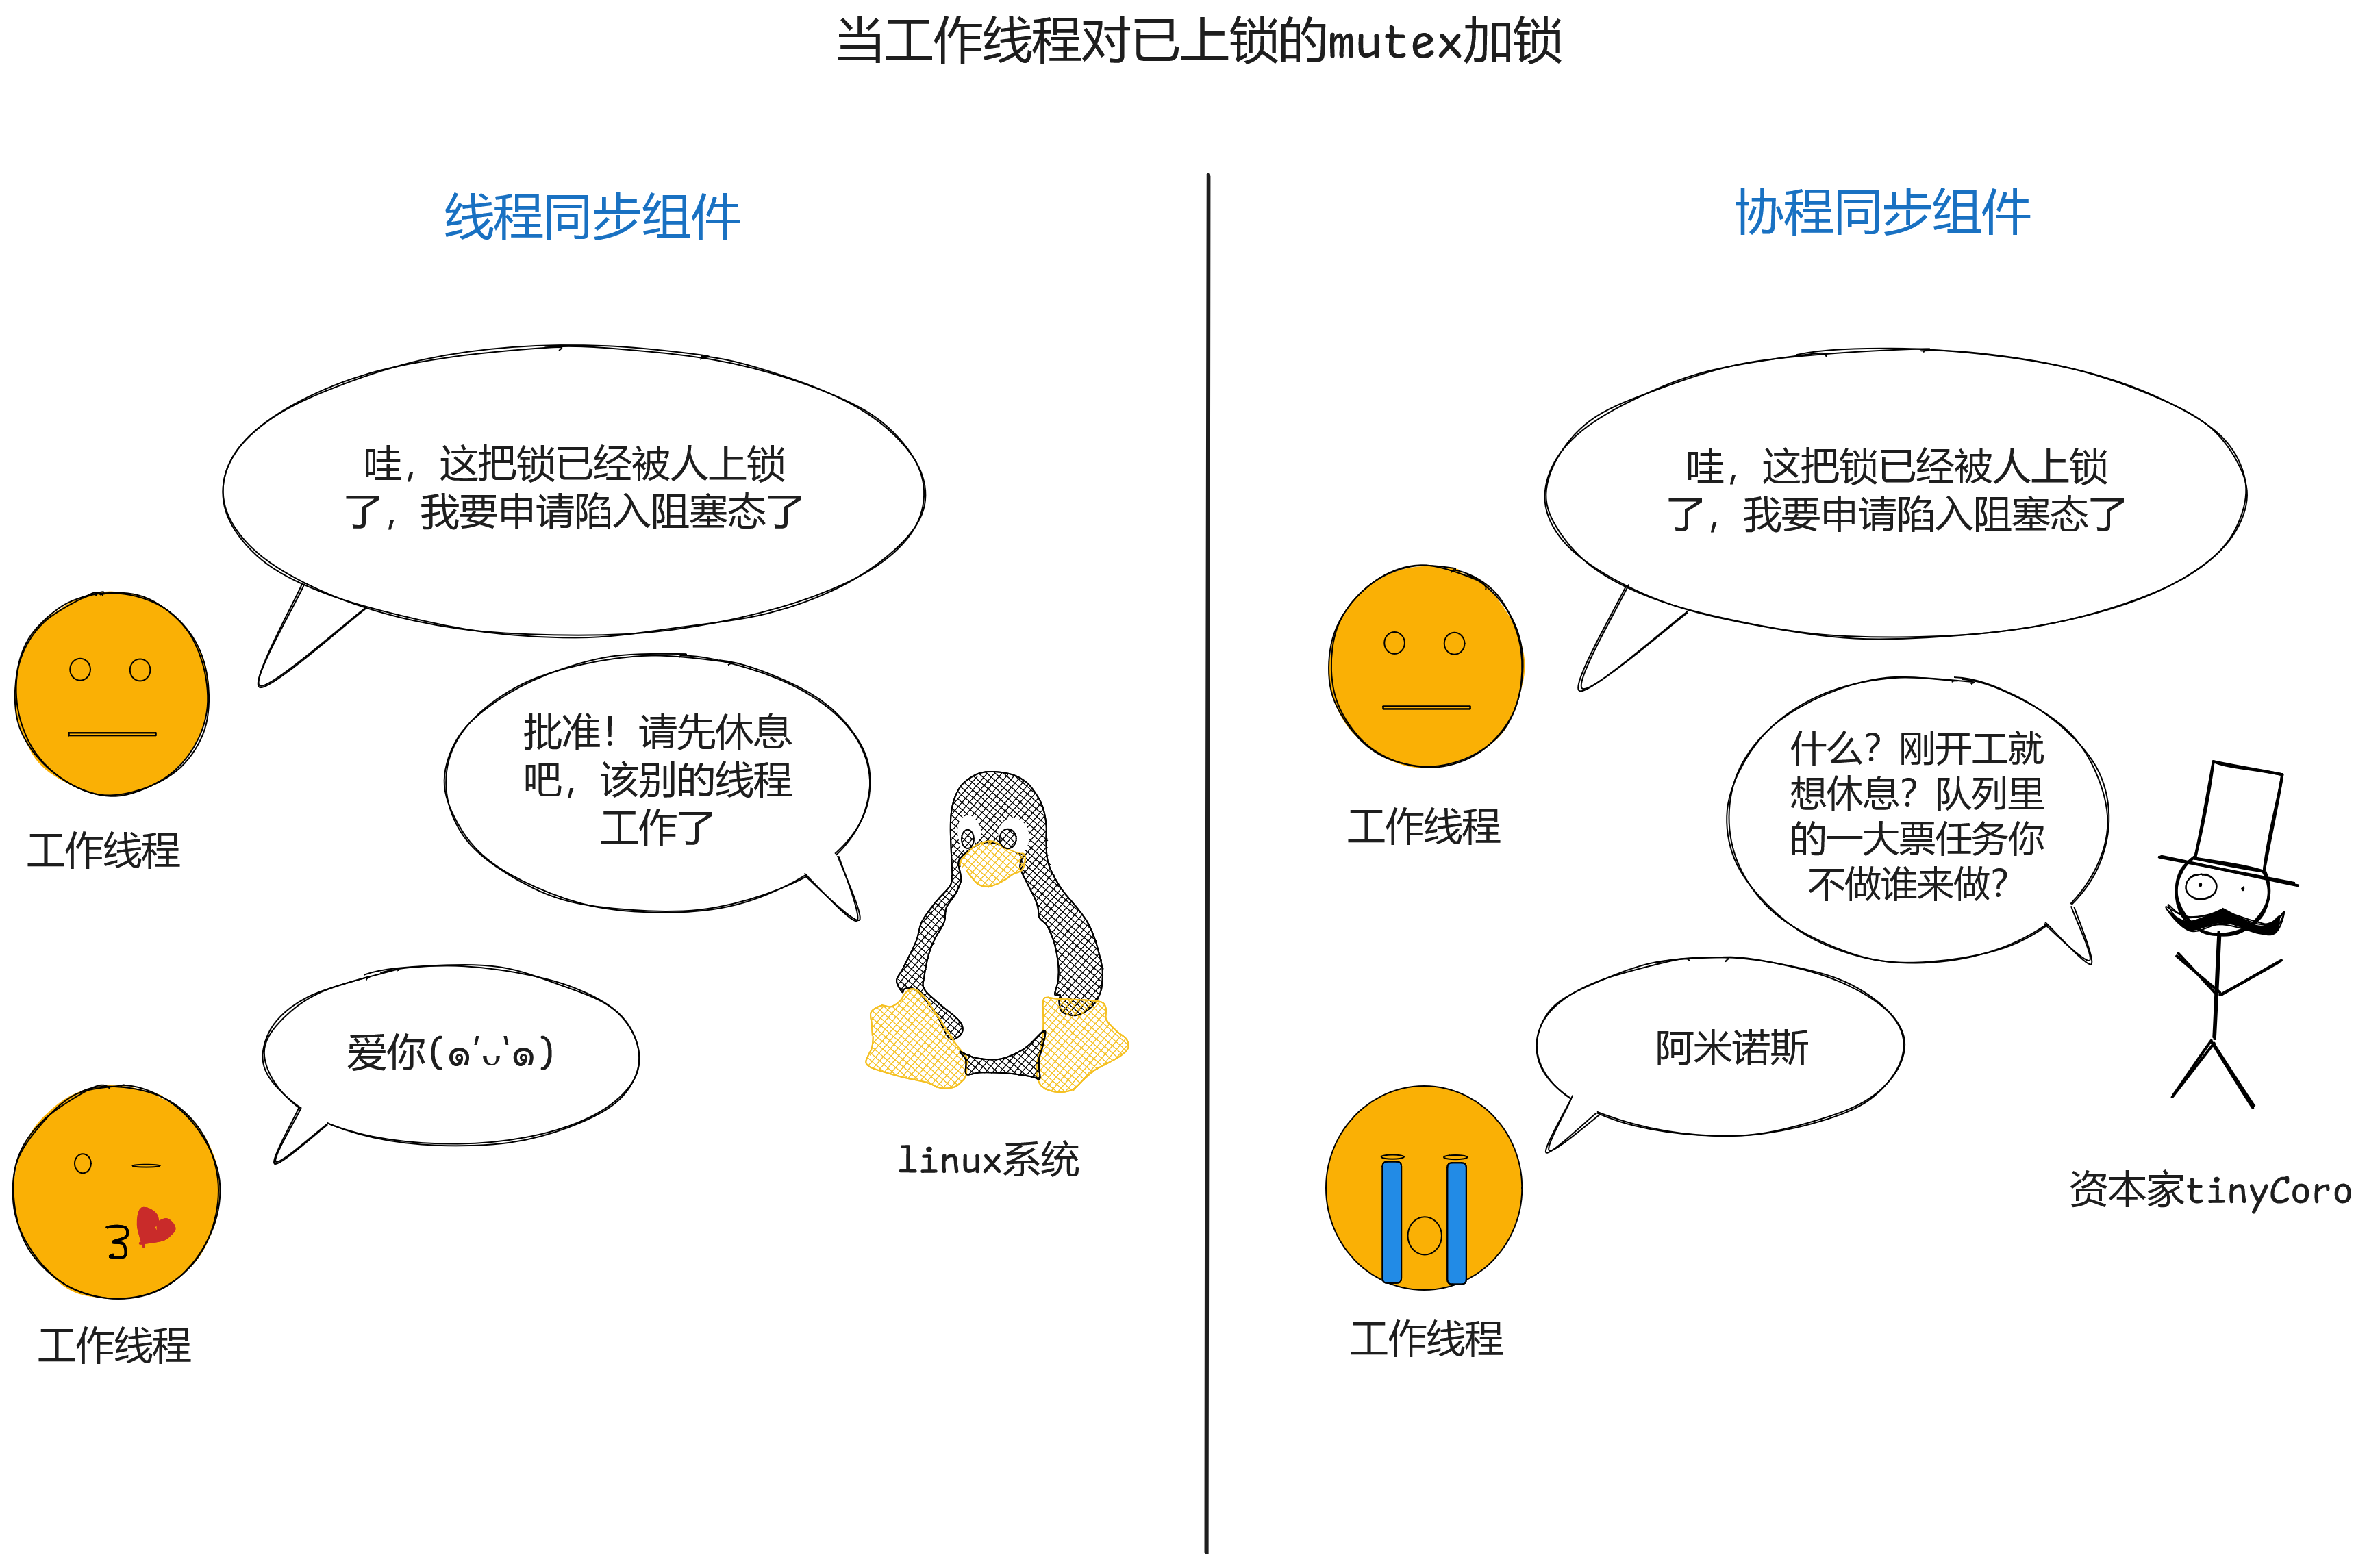 当工作线程对已上锁的mutex加锁
线程同步组件
哇，这把锁已经被人上锁
了，我要申请陷入阻塞态了
批准！请先休息
吧，该别的线程
工作了
工作线程
爱你(๑′ᴗ‵๑)
linux系统
工作线程
协程同步组件
哇，这把锁已经被人上锁
了，我要申请陷入阻塞态了
什么？刚开工就
想休息？队列里
的一大票任务你
不做谁来做？
工作线程
阿米诺斯
资本家tinyCoro
工作线程